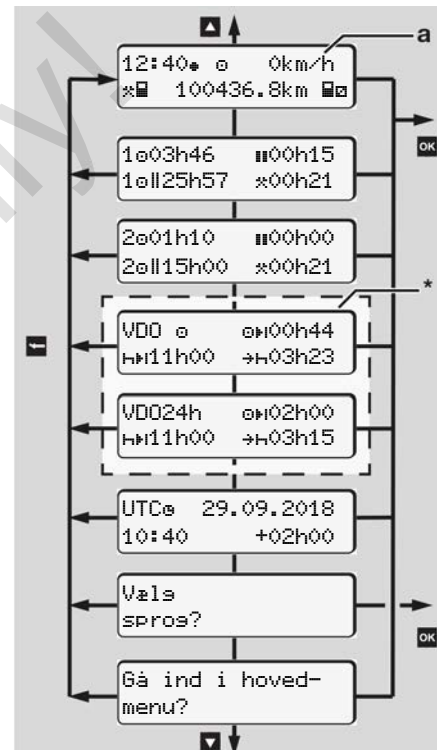 a
12:40 0km/h
100436.8km
OK
1 03h46 00h15
1 25h57 00h21
2 01h10 00h00
2 15h00 00h21
*
VDO 00h44
11h00 03h23
VDO24h 02h00
11h00 03h15
UTC 29.09.2018
10:40 +02h00
Vælg
sprog?
OK
Gå ind i hoved-
menu?